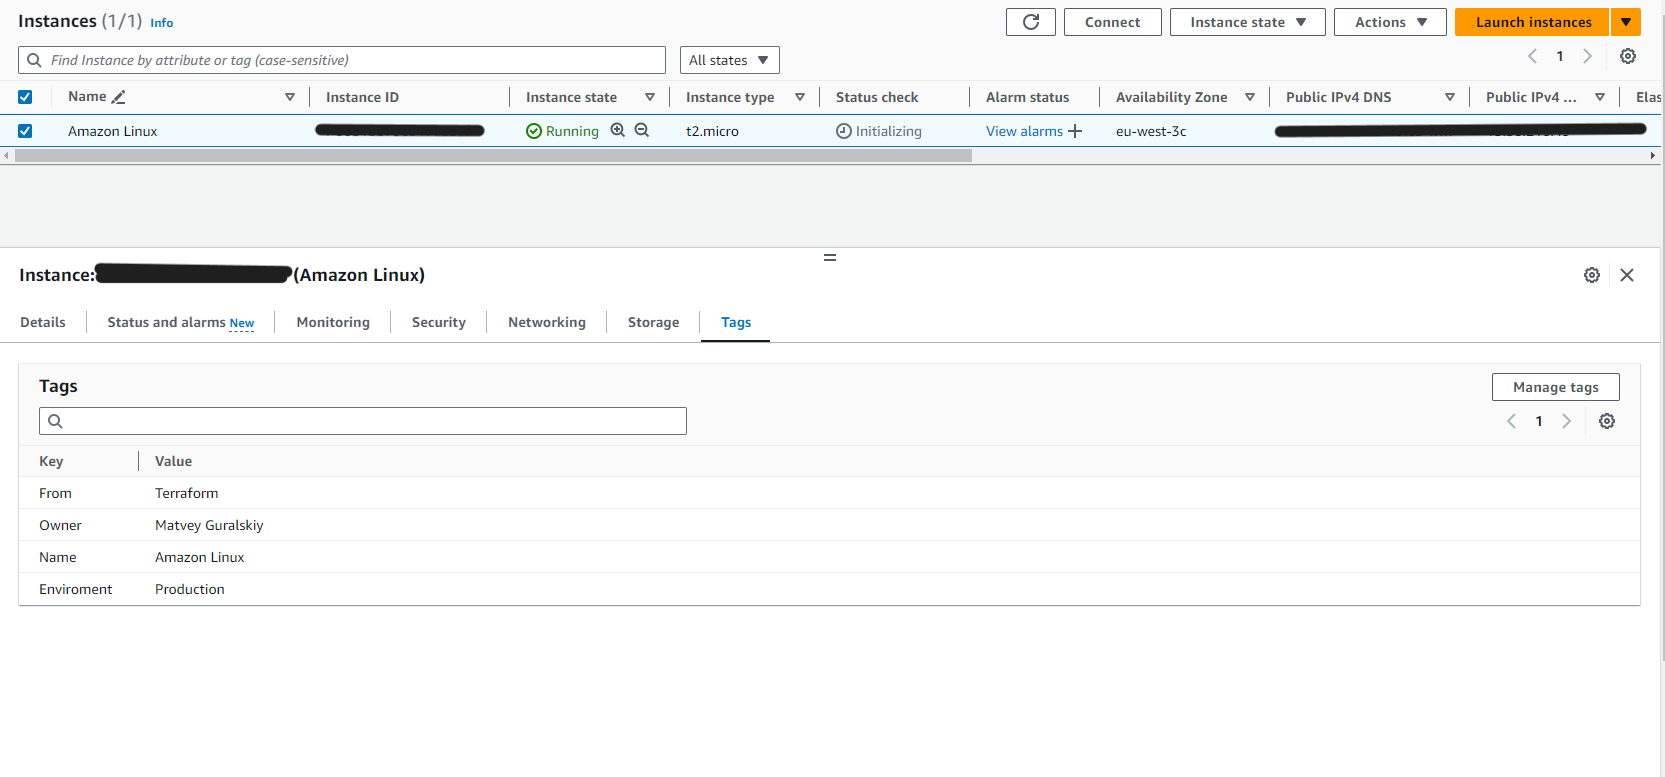 Instances (1/1) Info Connect Instance state Actions Launch instances
Find Instance by attribute or tag (case-sensitive) All states 1
Name Instance ID Instance state Instance type Status check Alarm status Availability Zone Public IPv4 DNS Public IPv4 ... Elas
Amazon Linux Running t2.micro Initializing View alarms eu-west-3c
Instance: (Amazon Linux)
Details Status and alarms New Monitoring Security Networking Storage Tags
Tags Manage tags
1
Key Value
From Terraform
Owner Matvey Guralskiy
Name Amazon Linux
Enviroment Production